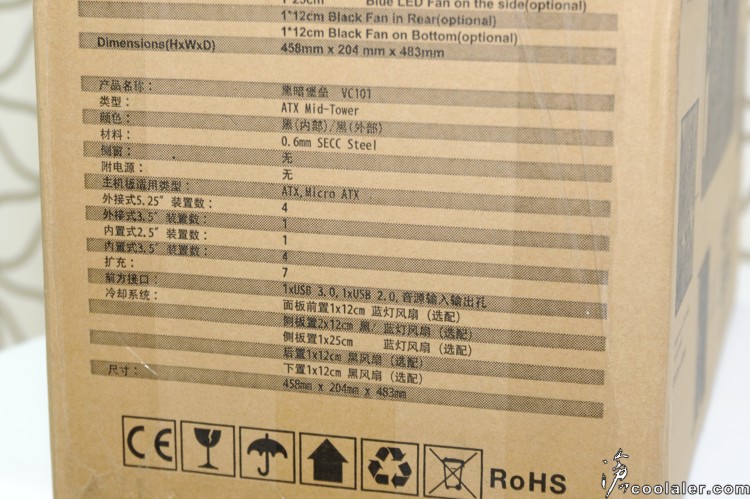 1*25cm Blue LED Fan on the side(optional)
1*12cm Black Fan in Rear(optional)
1*12cm Black Fan on Bottom(optional)
Dimensions(HxWxD) 458mm x 204 mm x 483mm
产品名称： 黑暗堡垒 VC101
类型： ATX Mid-Tower
颜色： 黑(内部)/黑(外部)
材料： 0.6mm SECC Steel
侧窗： 无
附电源： 无
主机板适用类型： ATX,Micro ATX
外接式5.25″装置数： 4
外接式3.5″装置数： 1
内置式2.5″装置数： 1
内置式3.5″装置数： 4
扩充： 7
前方接口： 1xUSB 3.0,1xUSB 2.0,音源输入输出孔
冷却系统： 面板前置1x12cm 蓝灯风扇（选配）
侧板置2x12cm 黑/ 蓝灯风扇（选配）
侧板置1x25cm 蓝灯风扇（选配）
后置1x12cm 黑风扇（选配）
下置1x12cm 黑风扇（选配）
尺寸： 458mm x 204mm x 483mm
CE RoHS
coolaler.com